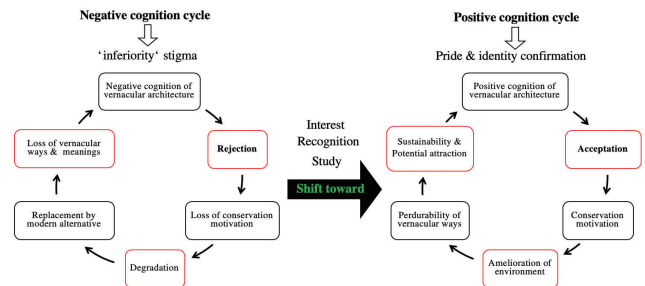 Negative cognition cycle
'inferiority' stigma
Negative cognition of
vernacular architecture
Rejection
Loss of conservation
motivation
Degradation
Replacement by
modern alternative
Loss of vernacular
ways & meanings
Interest
Recognition
Study
Shift toward
Positive cognition cycle
Pride & identity confirmation
Positive cognition of
vernacular architecture
Acceptation
Conservation
motivation
Amelioration of
environment
Perdurability of
vernacular ways
Sustainability &
Potential attraction